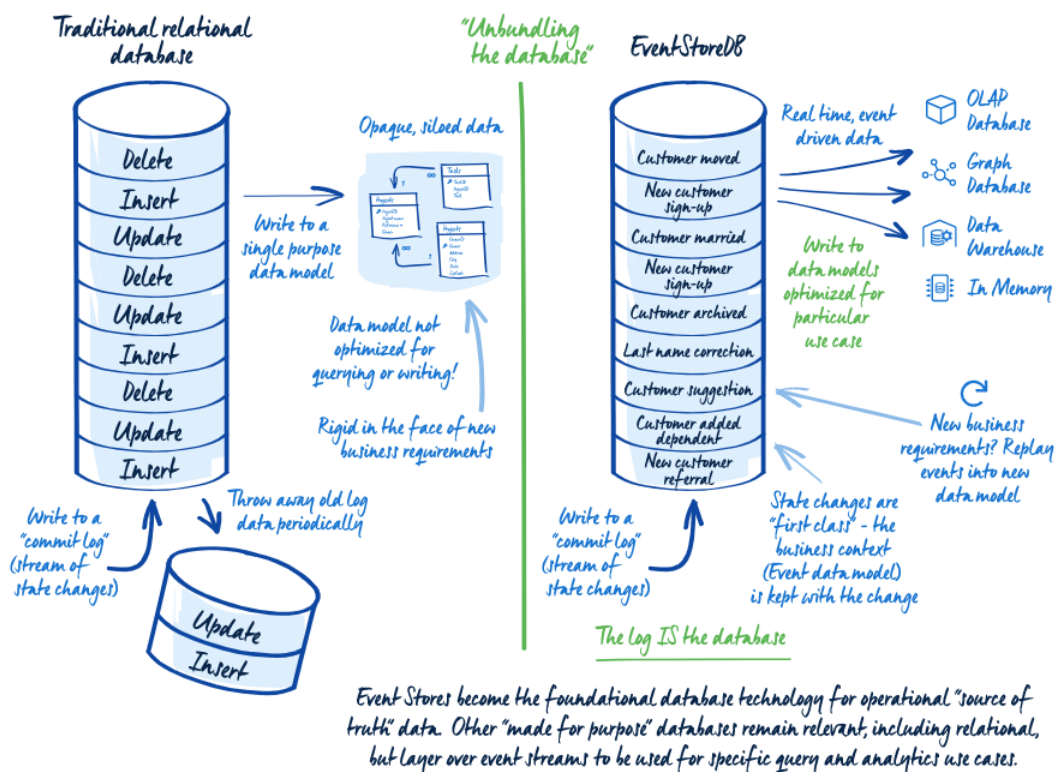 Traditional relational
database
Delete
Insert
Update
Delete
Update
Insert
Delete
Update
Insert
Write to a
"commit log"
(stream of
state changes)
Throw away old log
data periodically
Update
Insert
Write to a
single purpose
data model
Opaque, siloed data
Tasks
Projects
Projects
Data model not
optimized for
querying or writing!
Rigid in the face of new
business requirements
"Unbundling
the database"
EventStoreDB
Customer moved
New customer
sign-up
Customer married
New customer
sign-up
Customer archived
Last name correction
Customer suggestion
Customer added
dependent
New customer
referral
Write to a
"commit log"
(stream of
state changes)
Real time, event
driven data
OLAP
Database
Graph
Database
Data
Warehouse
In Memory
Write to
data models
optimized for
particular
use case
New business
requirements? Replay
events into new
data model
State changes are
"first class" - the
business context
(Event data model)
is kept with the change
The log IS the database
Event Stores become the foundational database technology for operational "source of
truth" data. Other "made for purpose" databases remain relevant, including relational,
but layer over event streams to be used for specific query and analytics use cases.